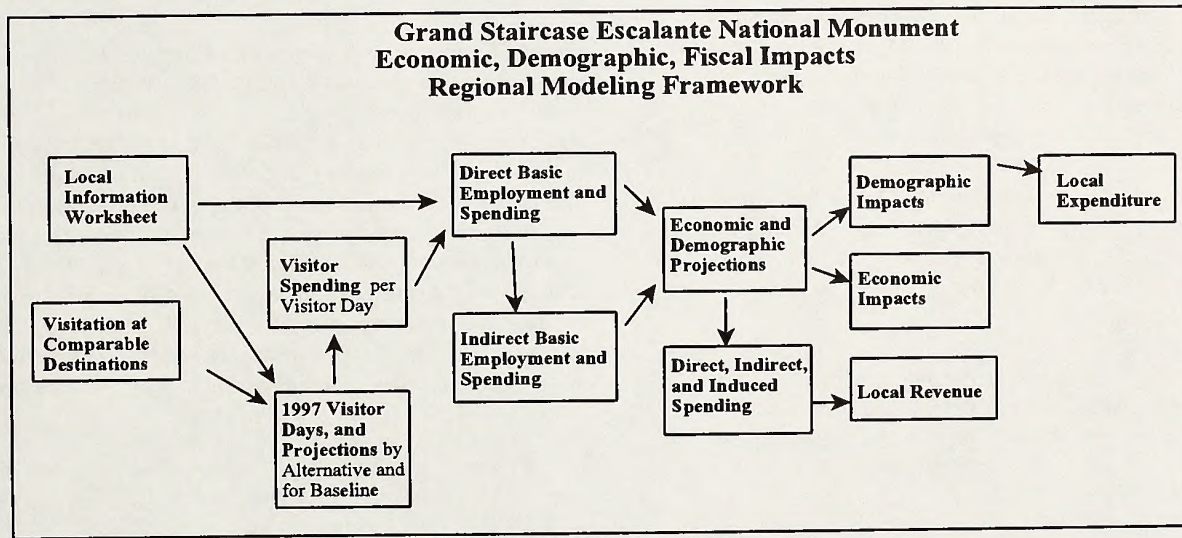 Grand Staircase Escalante National Monument
Economic, Demographic, Fiscal Impacts
Regional Modeling Framework
Local
Information
Worksheet
Visitation at
Comparable
Destinations
Visitor
Spending per
Visitor Day
1997 Visitor
Days, and
Projections by
Alternative and
for Baseline
Direct Basic
Employment and
Spending
Indirect Basic
Employment and
Spending
Economic and
Demographic
Projections
Direct, Indirect,
and Induced
Spending
Demographic
Impacts
Economic
Impacts
Local Revenue
Local
Expenditure